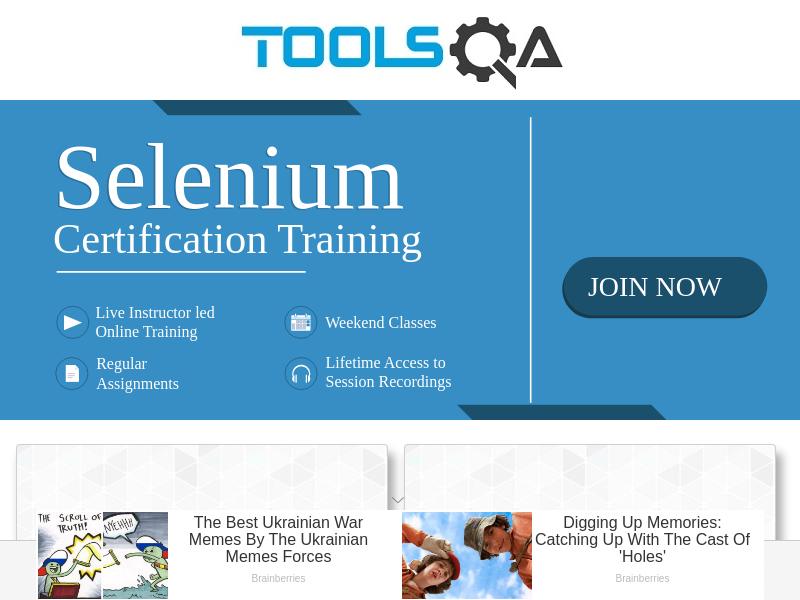 TOOLSQA
Selenium
Certification Training
JOIN NOW
Live Instructor led
Online Training
Weekend Classes
Regular
Assignments
Lifetime Access to
Session Recordings
THE SCROLL OF
TRUTH!
NYEHHH
The Best Ukrainian War
Memes By The Ukrainian
Memes Forces
Brainberries
Digging Up Memories:
Catching Up With The Cast Of
'Holes'
Brainberries